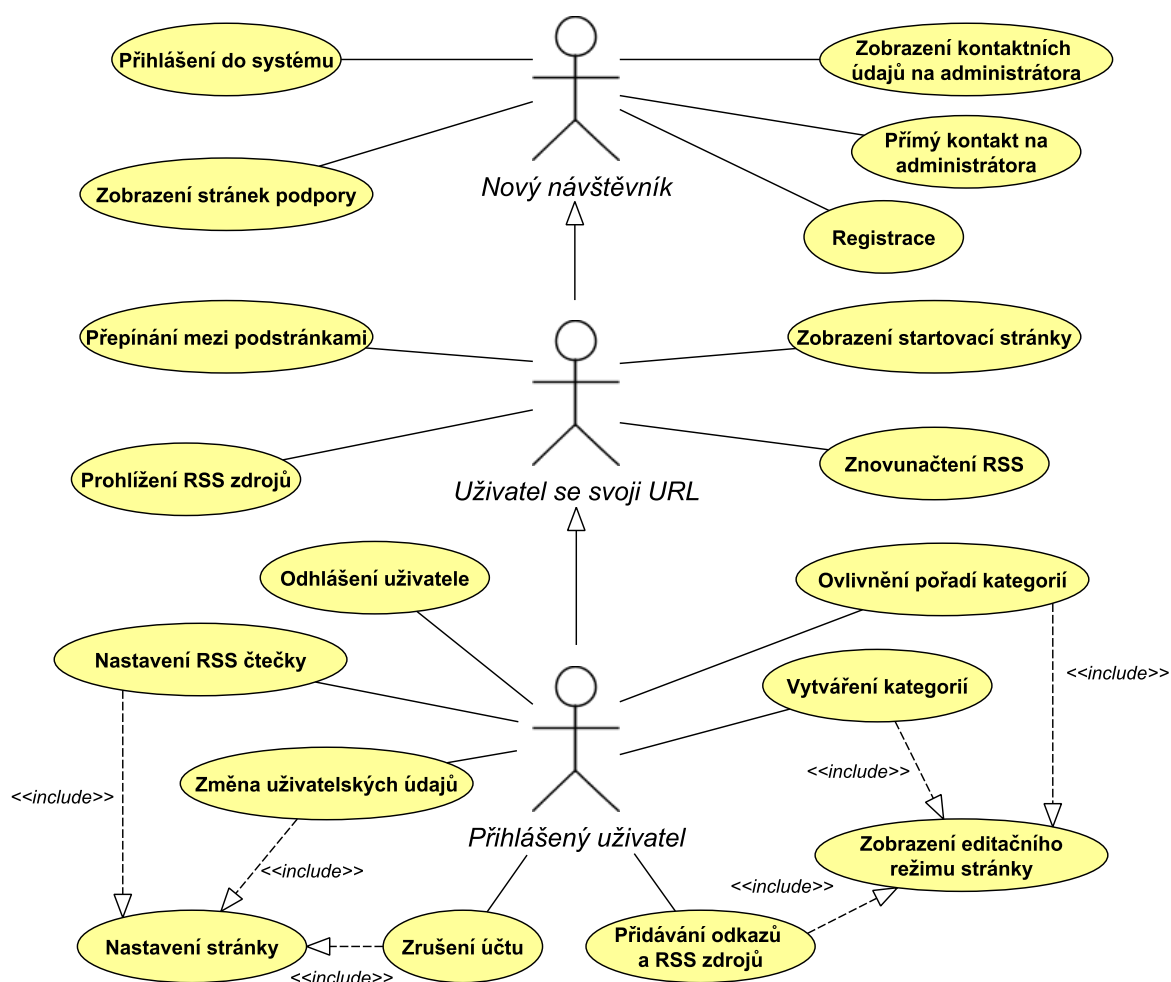 Přihlášení do systému
Zobrazení kontaktních
údajů na administrátora
Přímý kontakt na
administrátora
Zobrazení stránek podpory
Nový návštěvník
Registrace
Přepínání mezi podstránkami
Zobrazení startovací stránky
Prohlížení RSS zdrojů
Znovunačtení RSS
Uživatel se svoji URL
Odhlášení uživatele
Ovlivnění pořadí kategorií
Nastavení RSS čtečky
<<include>>
Vytváření kategorií
Změna uživatelských údajů
<<include>>
<<include>>
Přihlášený uživatel
Zobrazení editačního
režimu stránky
<<include>>
<<include>>
Nastavení stránky
Zrušení účtu
Přidávání odkazů
a RSS zdrojů
<<include>>